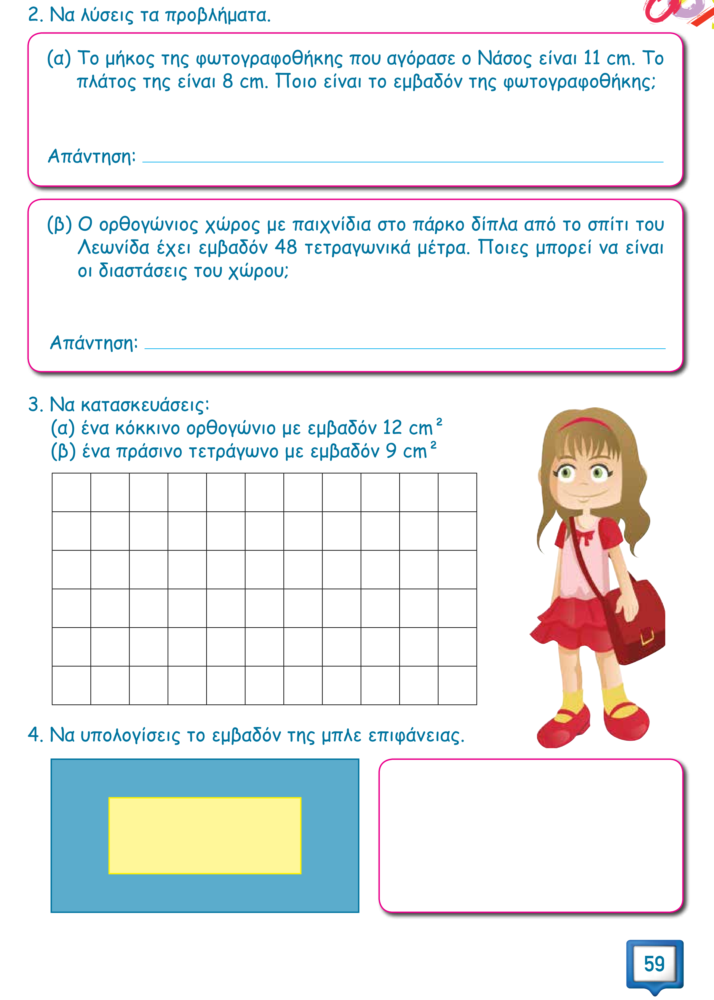 2. Να λύσεις τα προβλήματα.
(α) Το μήκος της φωτογραφοθήκης που αγόρασε ο Νάσος είναι 11 cm. Το
πλάτος της είναι 8 cm. Ποιο είναι το εμβαδόν της φωτογραφοθήκης;
Απάντηση:
(β) Ο ορθογώνιος χώρος με παιχνίδια στο πάρκο δίπλα από το σπίτι του
Λεωνίδα έχει εμβαδόν 48 τετραγωνικά μέτρα. Ποιες μπορεί να είναι
οι διαστάσεις του χώρου;
Απάντηση:
3. Να κατασκευάσεις:
(α) ένα κόκκινο ορθογώνιο με εμβαδόν 12 cm²
(β) ένα πράσινο τετράγωνο με εμβαδόν 9 cm²
4. Να υπολογίσεις το εμβαδόν της μπλε επιφάνειας.
59